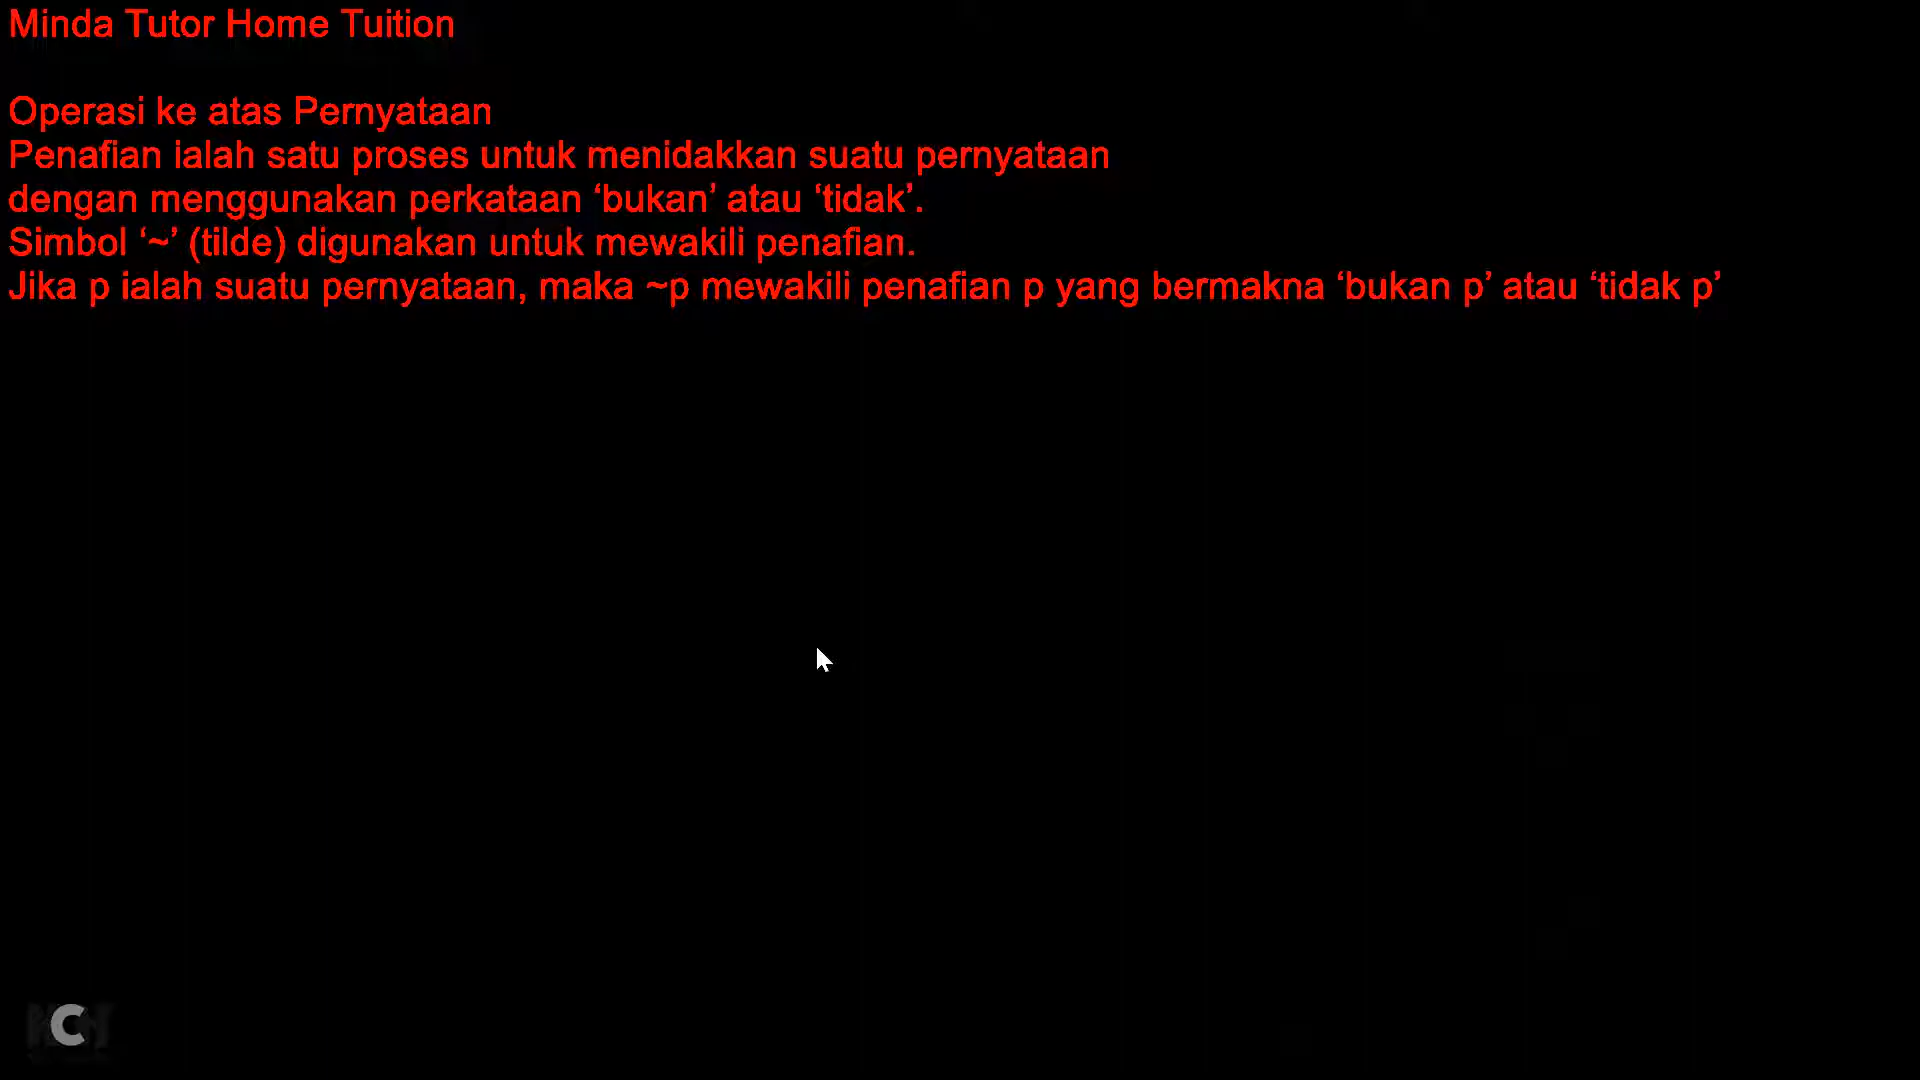 Minda Tutor Home Tuition
Operasi ke atas Pernyataan
Penafian ialah satu proses untuk menidakkan suatu pernyataan
dengan menggunakan perkataan ‘bukan’ atau ‘tidak’.
Simbol ‘~’ (tilde) digunakan untuk mewakili penafian.
Jika p ialah suatu pernyataan, maka ~p mewakili penafian p yang bermakna ‘bukan p’ atau ‘tidak p’
C